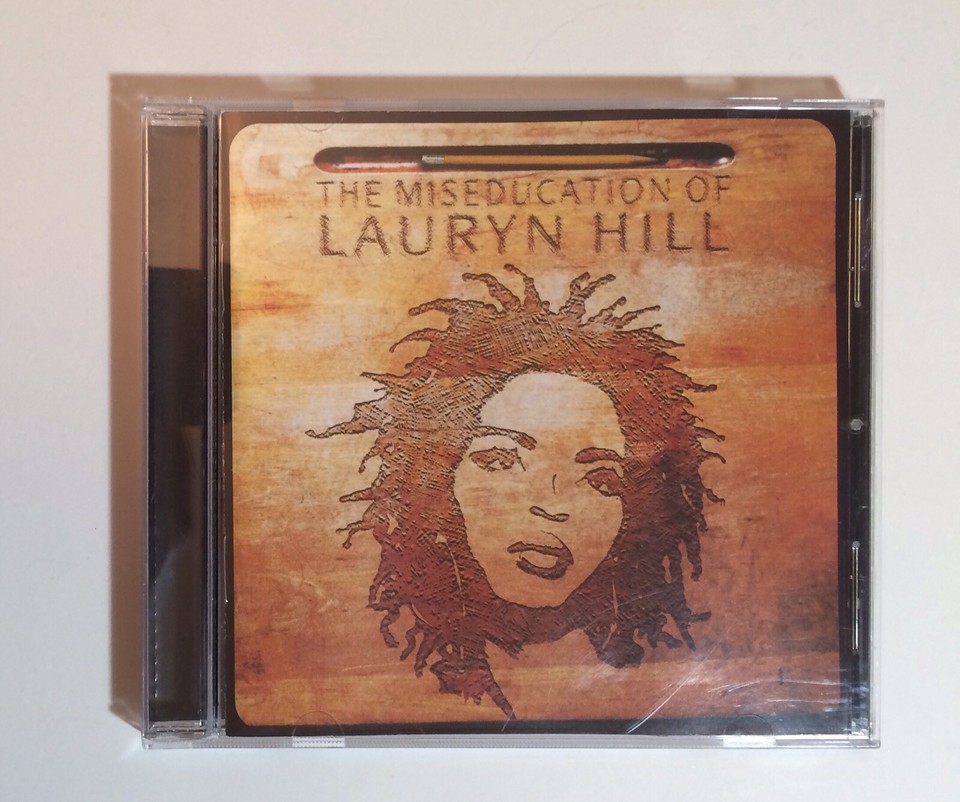 THE MISEDUCATION OF
LAURYN HILL